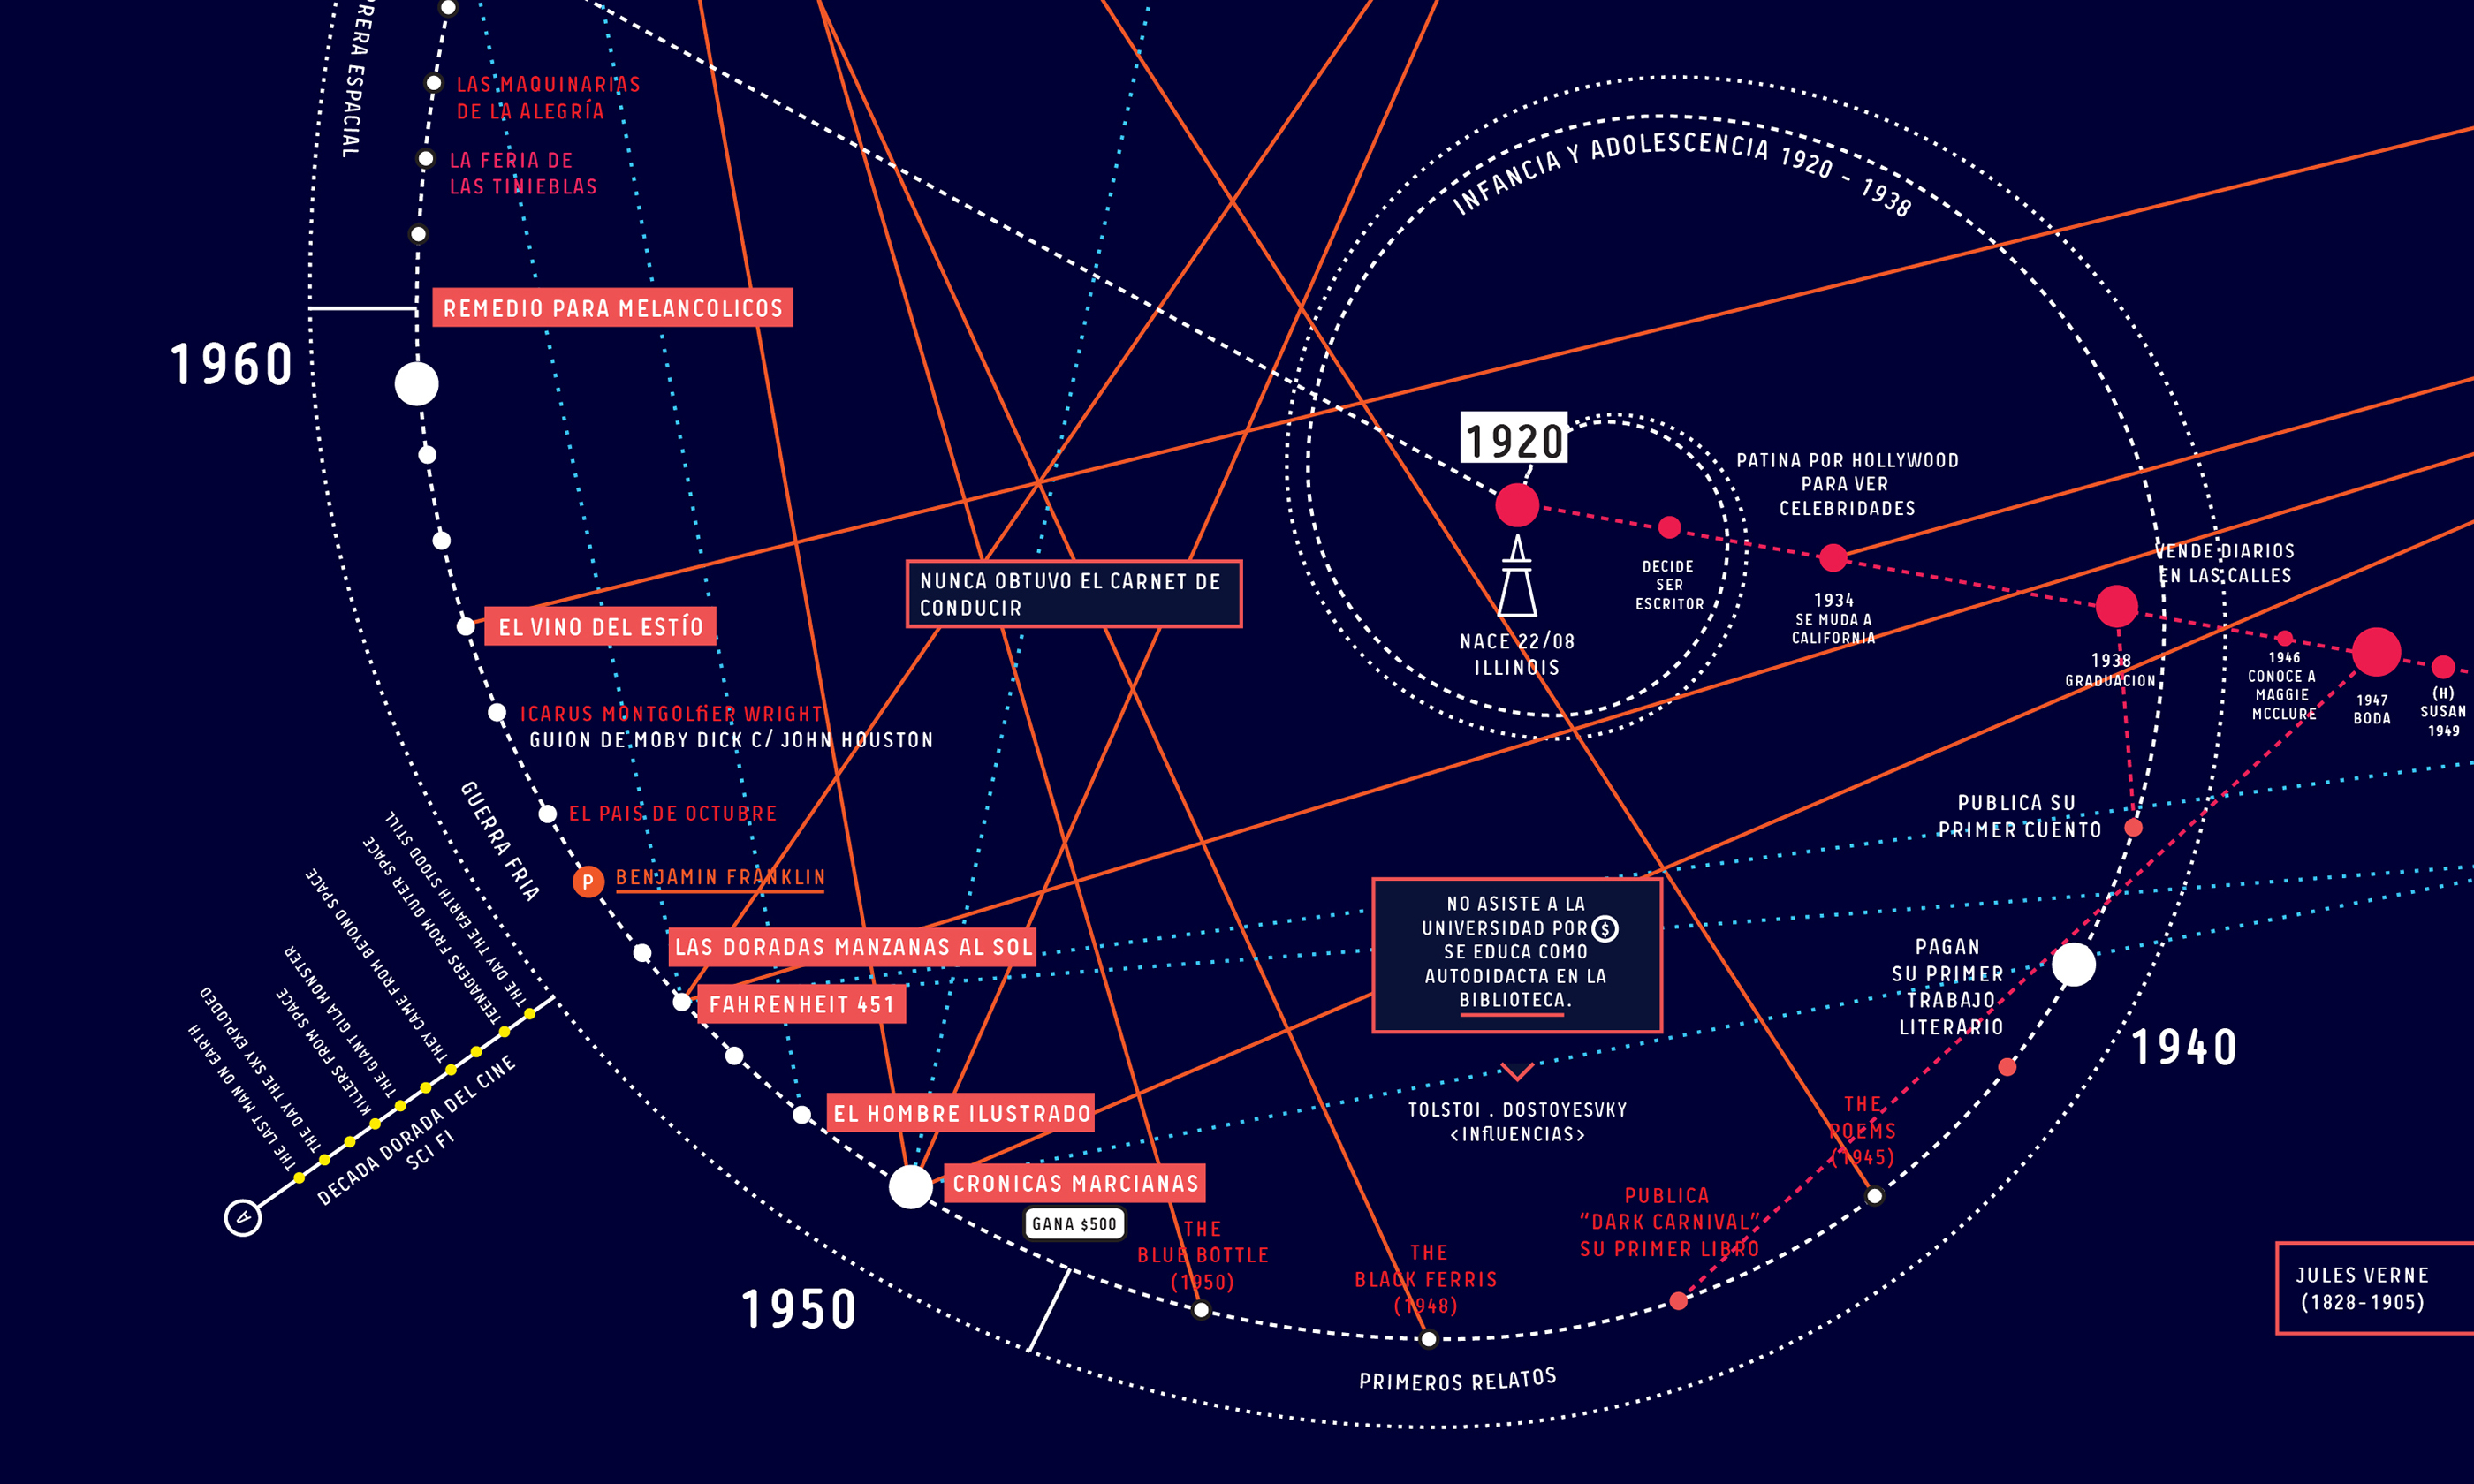 RERA ESPACIAL
LAS MAQUINARIAS
DE LA ALEGRÍA
LA FERIA DE
LAS TINIEBLAS
REMEDIO PARA MELANCOLICOS
1960
EL VINO DEL ESTÍO
ICARUS MONTGOLfiER WRIGHT
GUION DE MOBY DICK C/ JOHN HOUSTON
EL PAIS DE OCTUBRE
GUERRA FRIA
P
BENJAMIN FRANKLIN
LAS DORADAS MANZANAS AL SOL
FAHRENHEIT 451
EL HOMBRE ILUSTRADO
CRONICAS MARCIANAS
GANA $500
1950
THE DAY THE EARTH STOOD STILL
TEENAGERS FROM OUTER SPACE
THEY CAME FROM BEYOND SPACE
THE GIANT GILA MONSTER
KILLERS FROM SPACE
THE DAY THE SKY EXPLODED
THE LAST MAN ON EARTH
DECADA DORADA DEL CINE
SCI FI
A
NUNCA OBTUVO EL CARNET DE
CONDUCIR
INFANCIA Y ADOLESCENCIA 1920 - 1938
1920
NACE 22/08
ILLINOIS
DECIDE
SER
ESCRITOR
PATINA POR HOLLYWOOD
PARA VER
CELEBRIDADES
1934
SE MUDA A
CALIFORNIA
VENDE DIARIOS
EN LAS CALLES
1938
GRADUACION
1946
CONOCE A
MAGGIE
MCCLURE
1947
BODA
(H)
SUSAN
1949
PUBLICA SU
PRIMER CUENTO
NO ASISTE A LA
UNIVERSIDAD POR $
SE EDUCA COMO
AUTODIDACTA EN LA
BIBLIOTECA.
TOLSTOI . DOSTOYESVKY
<INflUENCIAS>
PAGAN
SU PRIMER
TRABAJO
LITERARIO
1940
THE
POEMS
(1945)
PUBLICA
“DARK CARNIVAL”
SU PRIMER LIBRO
THE
BLACK FERRIS
(1948)
THE
BLUE BOTTLE
(1950)
PRIMEROS RELATOS
JULES VERNE
(1828-1905)